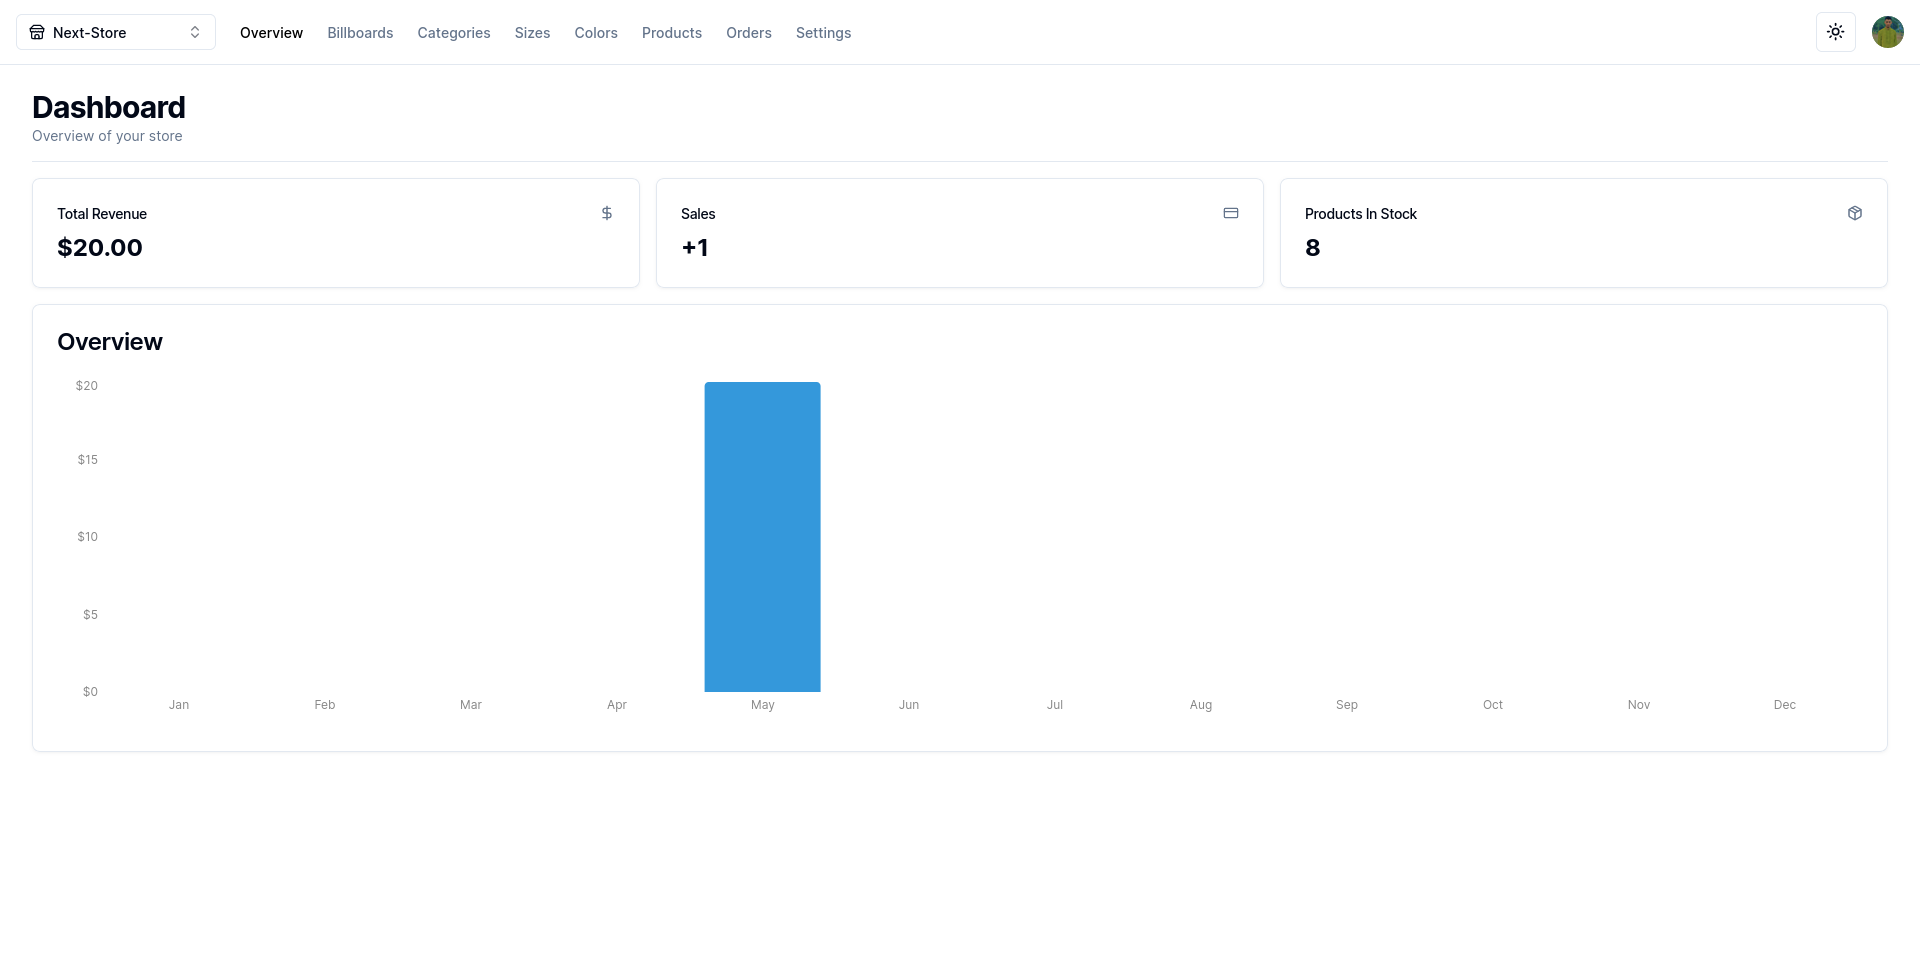 Next-Store
Overview Billboards Categories Sizes Colors Products Orders Settings
Dashboard
Overview of your store
Total Revenue
$20.00
Sales
+1
Products In Stock
8
Overview
$20
$15
$10
$5
$0
Jan Feb Mar Apr May Jun Jul Aug Sep Oct Nov Dec